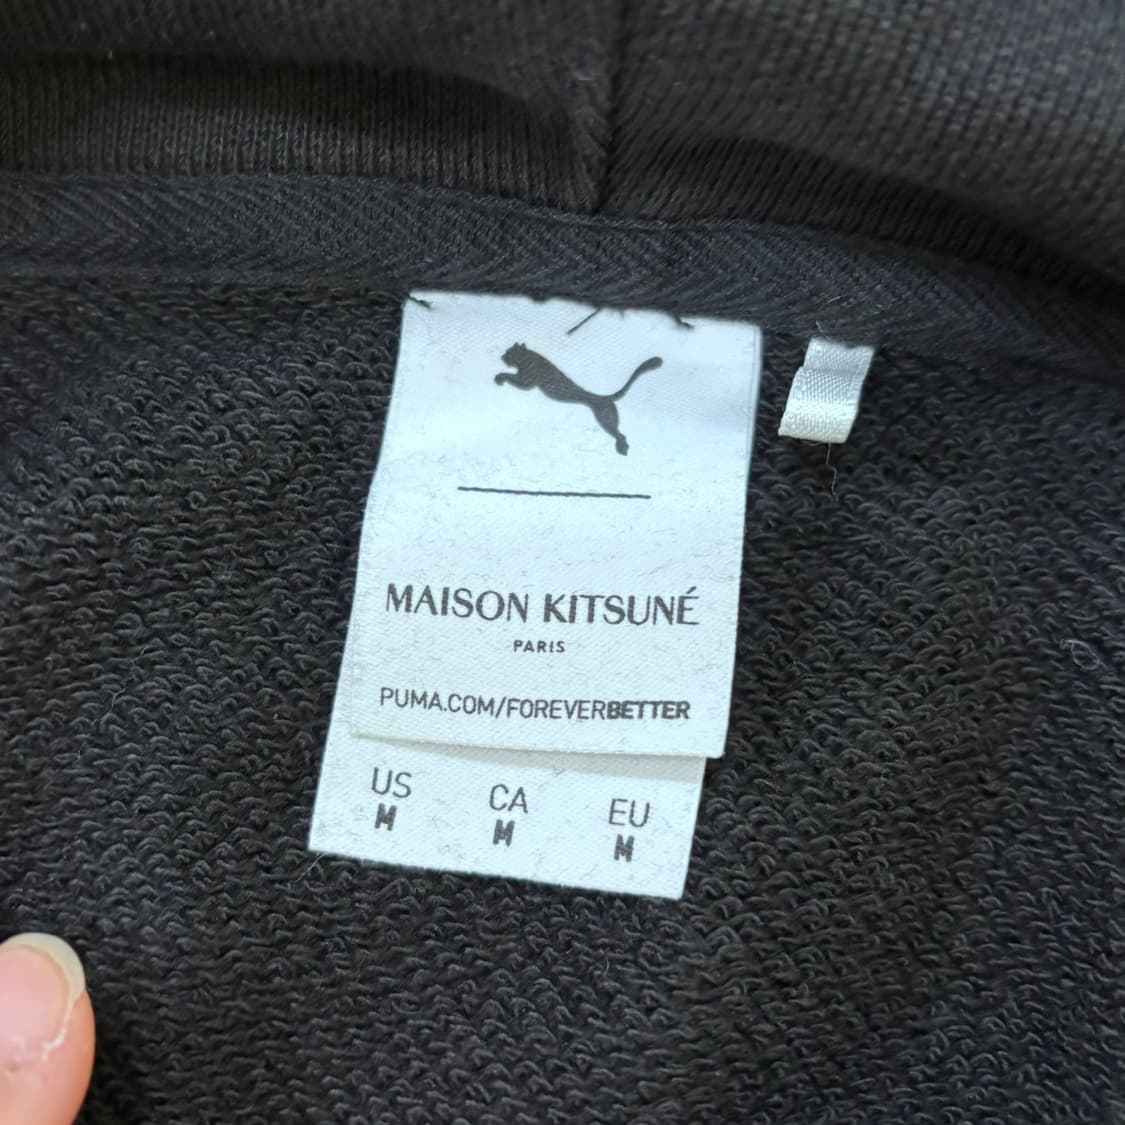 MAISON KITSUNÉ
PARIS
PUMA.COM/FOREVERBETTER
US CA EU
M M M